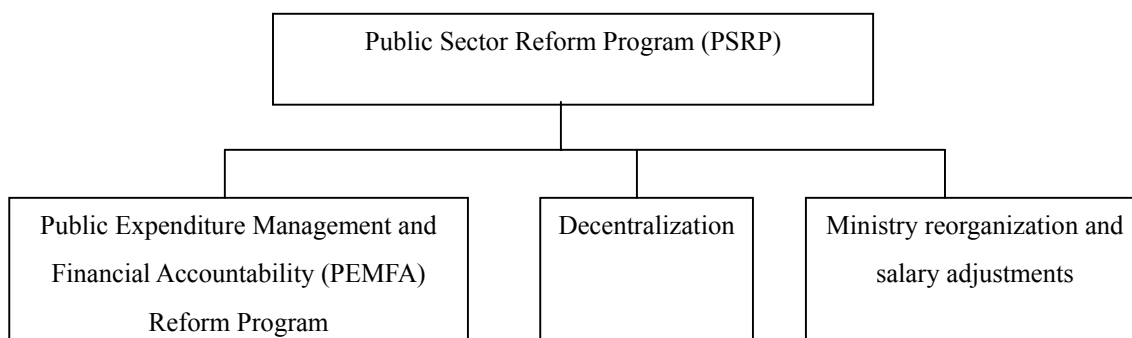 Public Sector Reform Program (PSRP)
Public Expenditure Management and
Financial Accountability (PEMFA)
Reform Program
Decentralization
Ministry reorganization and
salary adjustments